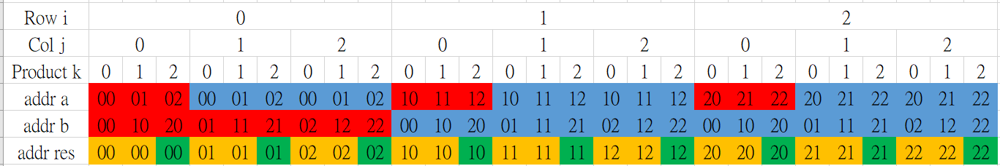 Row i 0 1 2
Col j 0 1 2 0 1 2 0 1 2
Product k 0 1 2 0 1 2 0 1 2 0 1 2 0 1 2 0 1 2 0 1 2 0 1 2 0 1 2
addr a 00 01 02 00 01 02 00 01 02 10 11 12 10 11 12 10 11 12 20 21 22 20 21 22 20 21 22
addr b 00 10 20 01 11 21 02 12 22 00 10 20 01 11 21 02 12 22 00 10 20 01 11 21 02 12 22
addr res 00 00 00 01 01 01 02 02 02 10 10 10 11 11 11 12 12 12 20 20 20 21 21 21 22 22 22